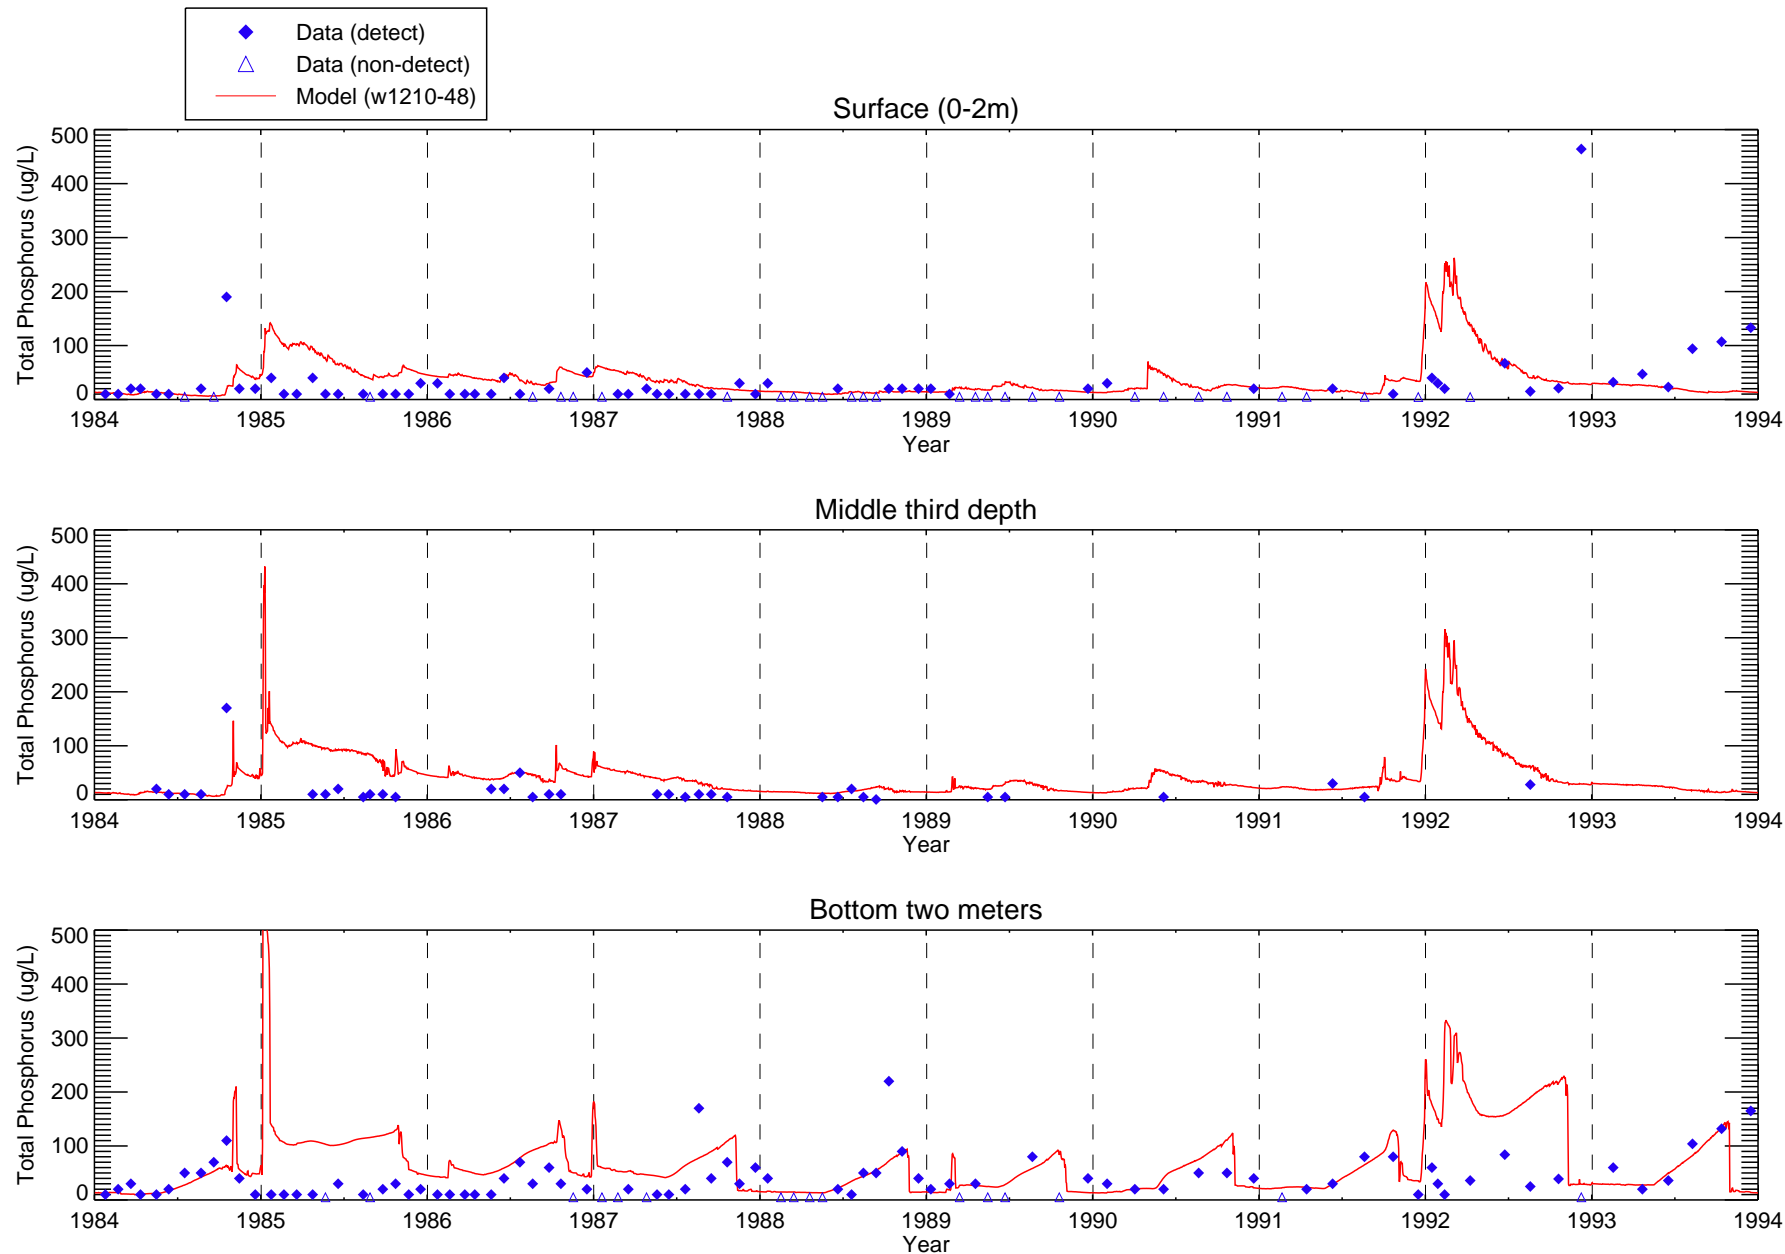 Data (detect)
Data (non-detect)
Model (w1210-48)
Surface (0-2m)
Total Phosphorus (ug/L)
500
400
300
200
100
0
1984 1985 1986 1987 1988 1989 1990 1991 1992 1993 1994
Year
Middle third depth
Total Phosphorus (ug/L)
500
400
300
200
100
0
1984 1985 1986 1987 1988 1989 1990 1991 1992 1993 1994
Year
Bottom two meters
Total Phosphorus (ug/L)
500
400
300
200
100
0
1984 1985 1986 1987 1988 1989 1990 1991 1992 1993 1994
Year